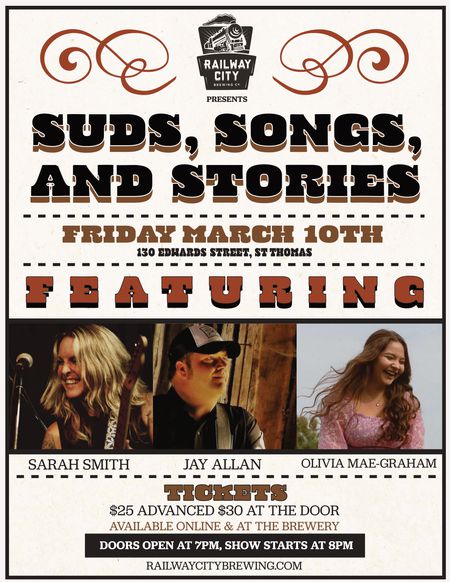 RAILWAY
CITY
BREWING CO.
PRESENTS
SUDS, SONGS,
AND STORIES
FRIDAY MARCH 10TH
130 EDWARDS STREET, ST THOMAS
FEATURING
SARAH SMITH JAY ALLAN OLIVIA MAE-GRAHAM
TICKETS
$25 ADVANCED $30 AT THE DOOR
AVAILABLE ONLINE & AT THE BREWERY
DOORS OPEN AT 7PM, SHOW STARTS AT 8PM
RAILWAYCITYBREWING.COM